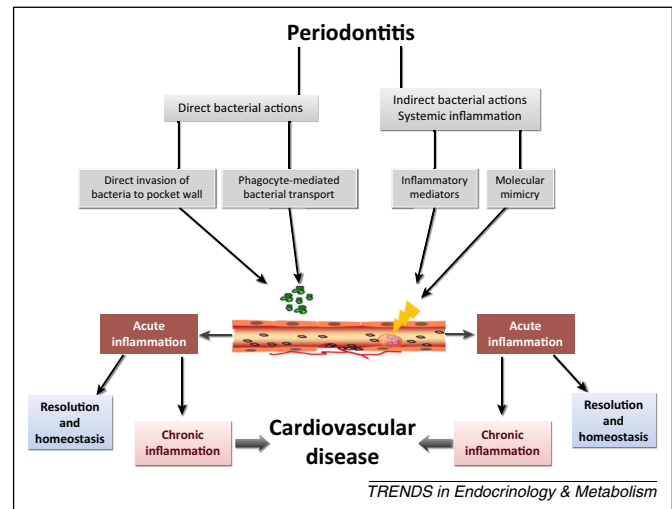 Periodontitis
Direct bacterial actions
Indirect bacterial actions
Systemic inflammation
Direct invasion of
bacteria to pocket wall
Phagocyte-mediated
bacterial transport
Inflammatory
mediators
Molecular
mimicry
Acute
inflammation
Acute
inflammation
Resolution
and
homeostasis
Chronic
inflammation
Cardiovascular
disease
Chronic
inflammation
Resolution
and
homeostasis
TRENDS in Endocrinology & Metabolism